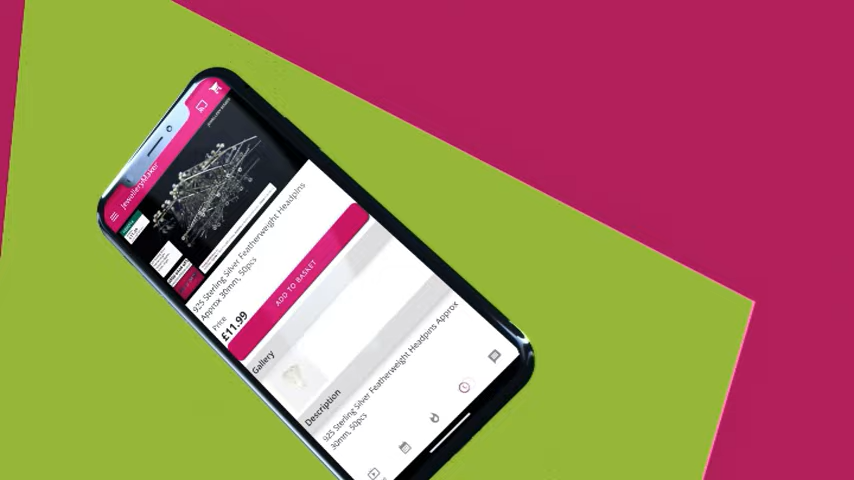 JewelleryMaker
925 Sterling Silver Featherweight Headpins
Approx 30mm, 50pcs
Price
£11.99
ADD TO BASKET
Gallery
Description
925 Sterling Silver Featherweight Headpins Approx
30mm, 50pcs